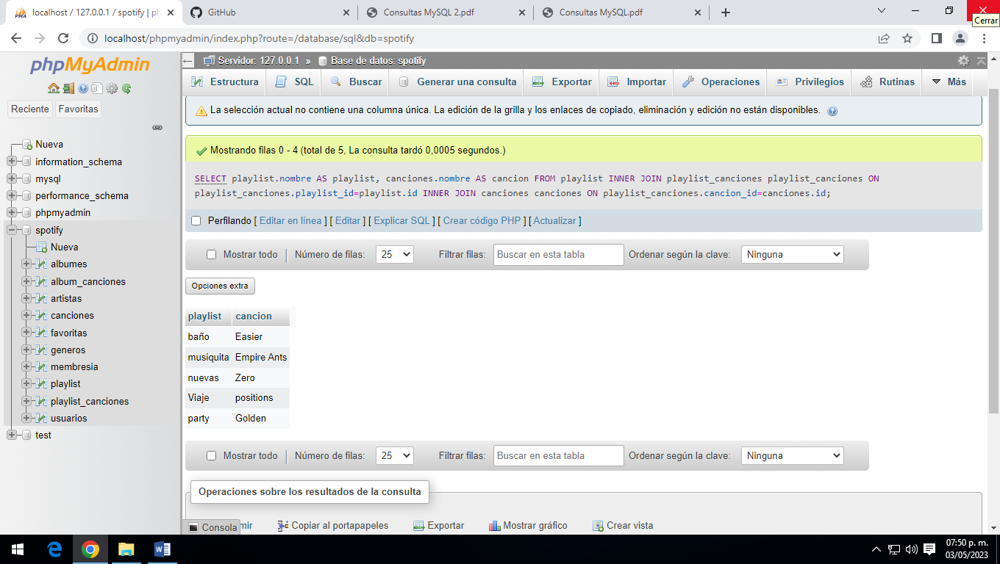 localhost / 127.0.0.1 / spotify | ph
GitHub
Consultas MySQL 2.pdf
Consultas MySQL.pdf
Cerrar
localhost/phpmyadmin/index.php?route=/database/sql&db=spotify
phpMyAdmin
Reciente
Favoritas
Nueva
information_schema
mysql
performance_schema
phpmyadmin
spotify
Nueva
albumes
album_canciones
artistas
canciones
favoritas
generos
membresia
playlist
playlist_canciones
usuarios
test
Servidor: 127.0.0.1 » Base de datos: spotify
Estructura SQL Buscar Generar una consulta Exportar Importar Operaciones Privilegios Rutinas Más
La selección actual no contiene una columna única. La edición de la grilla y los enlaces de copiado, eliminación y edición no están disponibles.
Mostrando filas 0 - 4 (total de 5, La consulta tardó 0,0005 segundos.)
SELECT playlist.nombre AS playlist, canciones.nombre AS cancion FROM playlist INNER JOIN playlist_canciones playlist_canciones ON
playlist_canciones.playlist_id=playlist.id INNER JOIN canciones canciones ON playlist_canciones.cancion_id=canciones.id;
Perfilando [ Editar en línea ] [ Editar ] [ Explicar SQL ] [ Crear código PHP ] [ Actualizar ]
Mostrar todo | Número de filas: 25 Filtrar filas: Buscar en esta tabla Ordenar según la clave: Ninguna
Opciones extra
playlist cancion
baño Easier
musiquita Empire Ants
nuevas Zero
Viaje positions
party Golden
Mostrar todo | Número de filas: 25 Filtrar filas: Buscar en esta tabla Ordenar según la clave: Ninguna
Operaciones sobre los resultados de la consulta
Consola mir Copiar al portapapeles Exportar Mostrar gráfico Crear vista
07:50 p. m.
03/05/2023